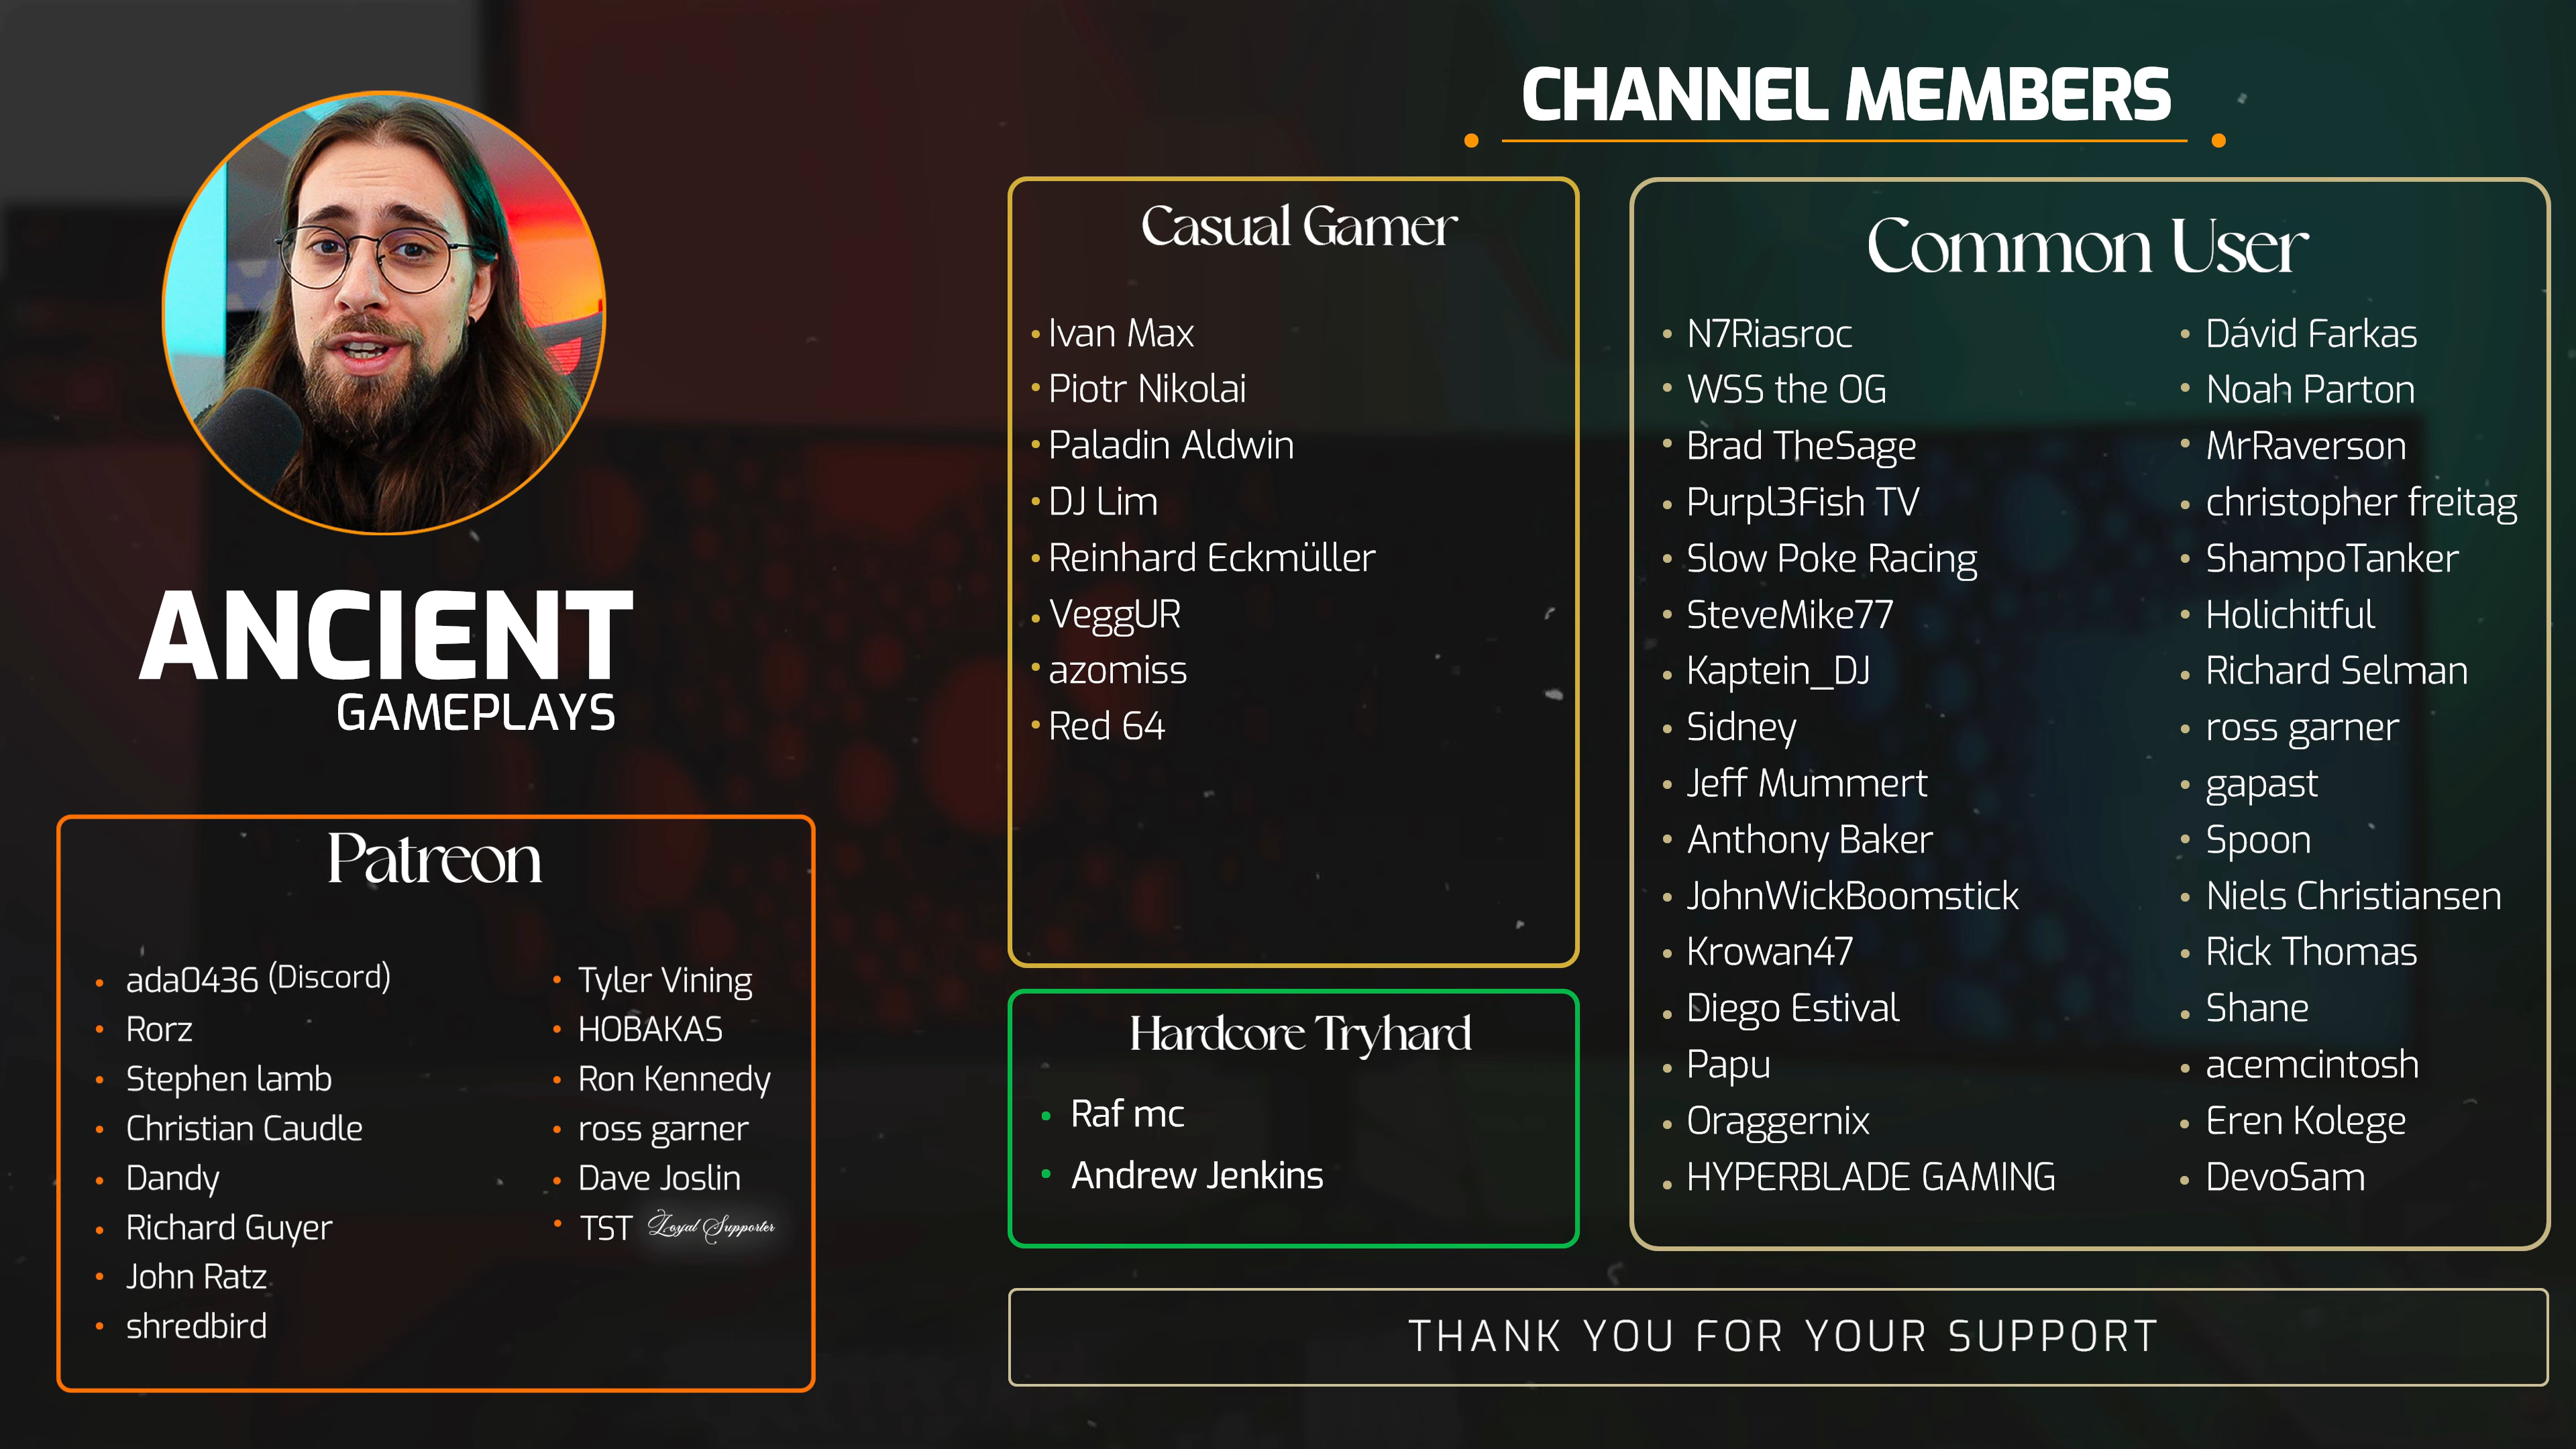 ANCIENT
GAMEPLAYS
Patreon
ada0436 (Discord)
Rorz
Stephen lamb
Christian Caudle
Dandy
Richard Guyer
John Ratz
shredbird
Tyler Vining
HOBAKAS
Ron Kennedy
ross garner
Dave Joslin
TST Loyal Supporter
CHANNEL MEMBERS
Casual Gamer
Ivan Max
Piotr Nikolai
Paladin Aldwin
DJ Lim
Reinhard Eckmüller
VeggUR
azomiss
Red 64
Hardcore Tryhard
Raf mc
Andrew Jenkins
Common User
N7Riasroc
WSS the OG
Brad TheSage
Purpl3Fish TV
Slow Poke Racing
SteveMike77
Kaptein_DJ
Sidney
Jeff Mummert
Anthony Baker
JohnWickBoomstick
Krowan47
Diego Estival
Papu
Oraggernix
HYPERBLADE GAMING
Dávid Farkas
Noah Parton
MrRaverson
christopher freitag
ShampoTanker
Holichitful
Richard Selman
ross garner
gapast
Spoon
Niels Christiansen
Rick Thomas
Shane
acemcintosh
Eren Kolege
DevoSam
THANK YOU FOR YOUR SUPPORT